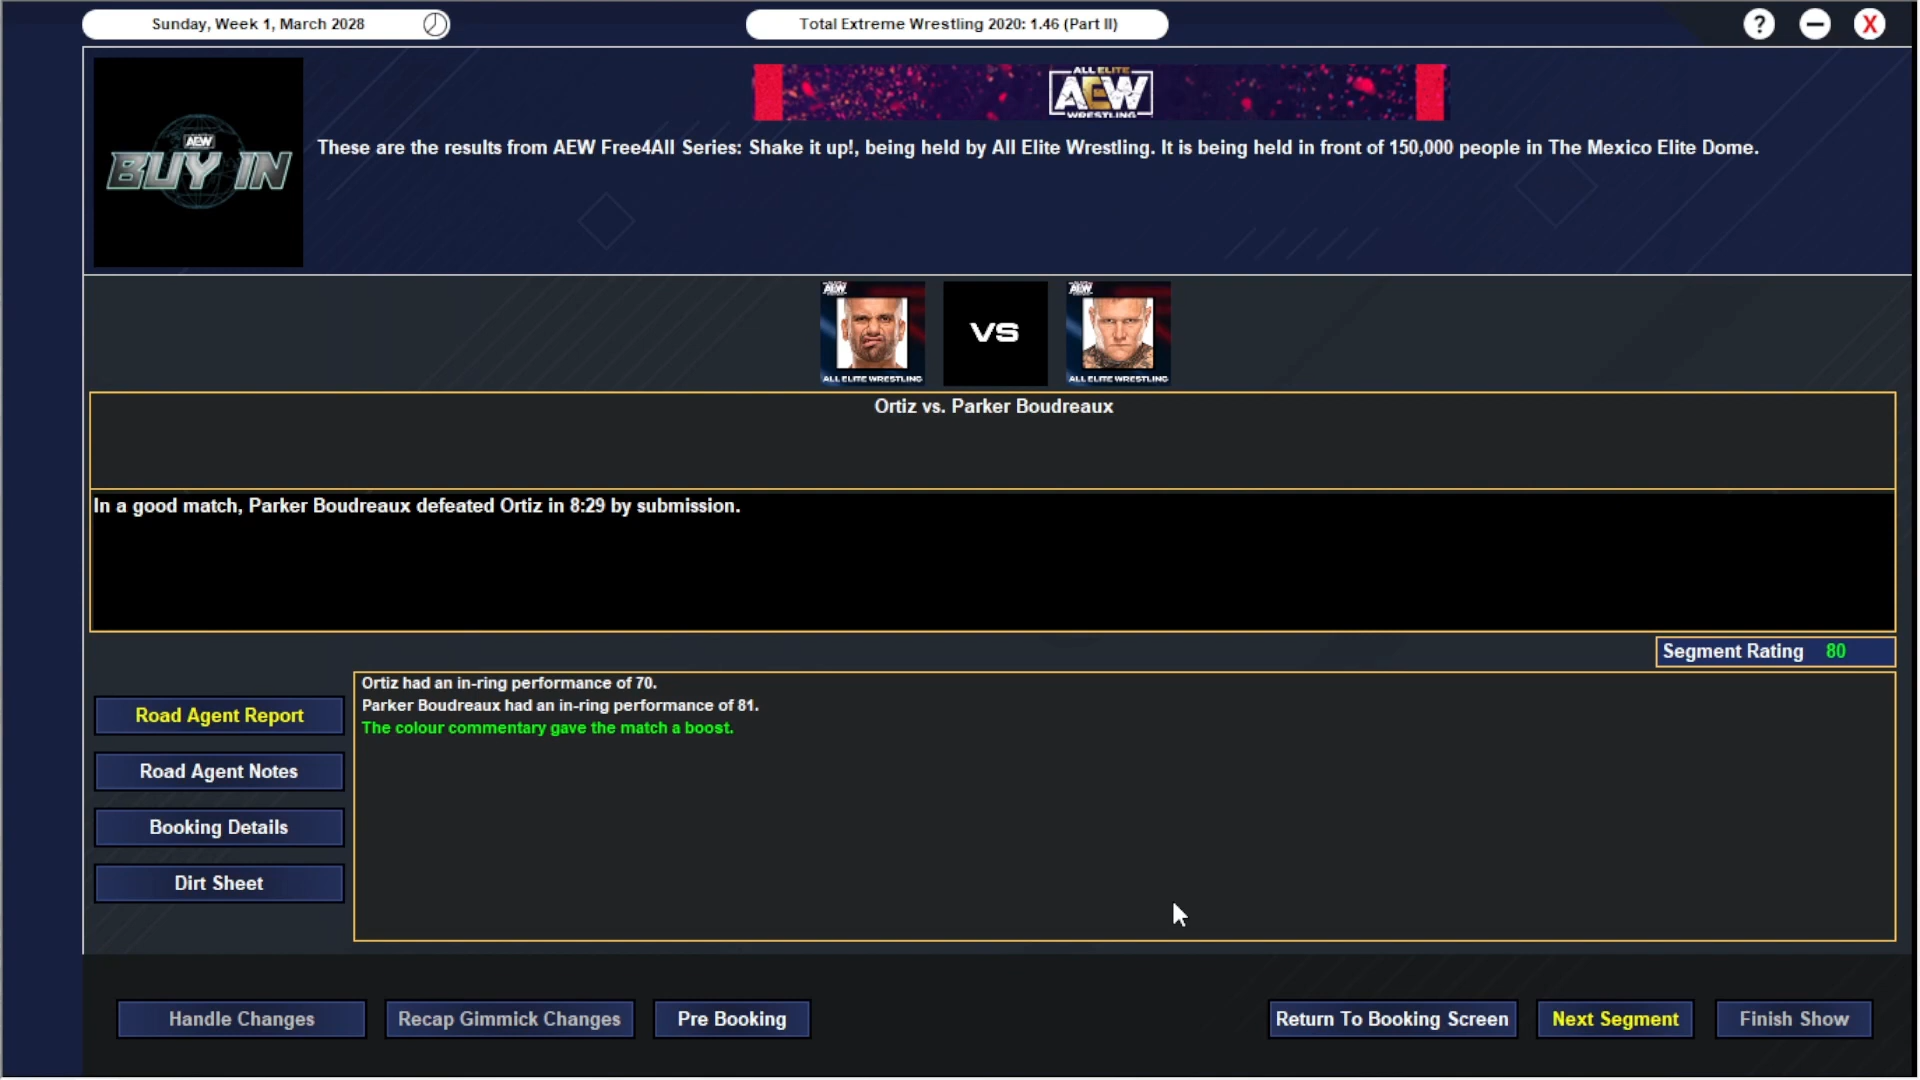 Sunday, Week 1, March 2028
Total Extreme Wrestling 2020: 1.46 (Part II)
?
X
ALL ELITE
AEW
WRESTLING
AEW
BUY IN
These are the results from AEW Free4All Series: Shake it up!, being held by All Elite Wrestling. It is being held in front of 150,000 people in The Mexico Elite Dome.
AEW
ALL ELITE WRESTLING
VS
AEW
ALL ELITE WRESTLING
Ortiz vs. Parker Boudreaux
In a good match, Parker Boudreaux defeated Ortiz in 8:29 by submission.
Segment Rating 80
Ortiz had an in-ring performance of 70.
Parker Boudreaux had an in-ring performance of 81.
The colour commentary gave the match a boost.
Road Agent Report
Road Agent Notes
Booking Details
Dirt Sheet
Handle Changes
Recap Gimmick Changes
Pre Booking
Return To Booking Screen
Next Segment
Finish Show